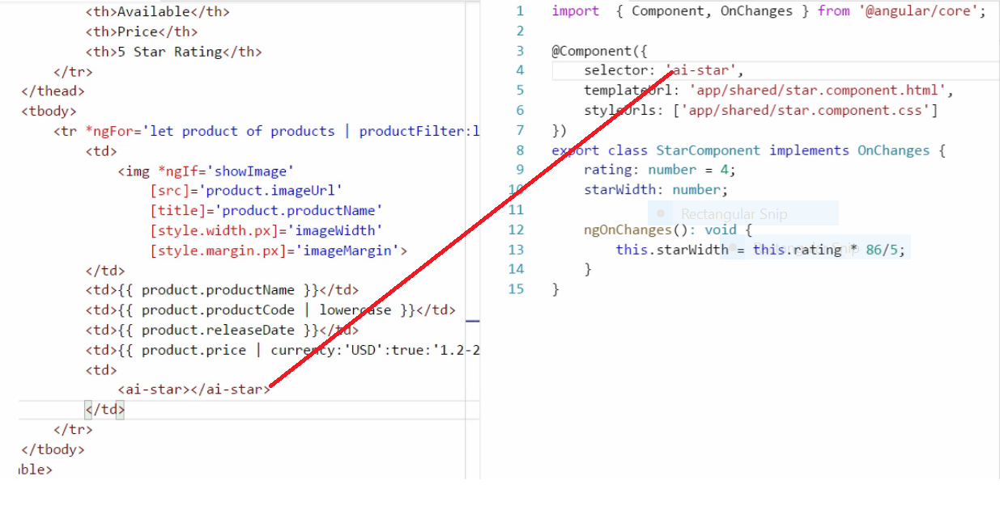 <th>Available</th>
<th>Price</th>
<th>5 Star Rating</th>
</tr>
</thead>
<tbody>
<tr *ngFor='let product of products | productFilter:l
<td>
<img *ngIf='showImage'
[src]='product.imageUrl'
[title]='product.productName'
[style.width.px]='imageWidth'
[style.margin.px]='imageMargin'>
</td>
<td>{{ product.productName }}</td>
<td>{{ product.productCode | lowercase }}</td>
<td>{{ product.releaseDate }}</td>
<td>{{ product.price | currency:'USD':true:'1.2-2
<td>
<ai-star></ai-star>
</td>
</tr>
</tbody>
able>
1 import { Component, OnChanges } from '@angular/core';
2
3 @Component({
4 selector: 'ai-star',
5 templateUrl: 'app/shared/star.component.html',
6 styleUrls: ['app/shared/star.component.css']
7 })
8 export class StarComponent implements OnChanges {
9 rating: number = 4;
10 starWidth: number;
11
Rectangular Snip
12 ngOnChanges(): void {
13 this.starWidth = this.rating * 86/5;
Rectangular Snip
14 }
15 }